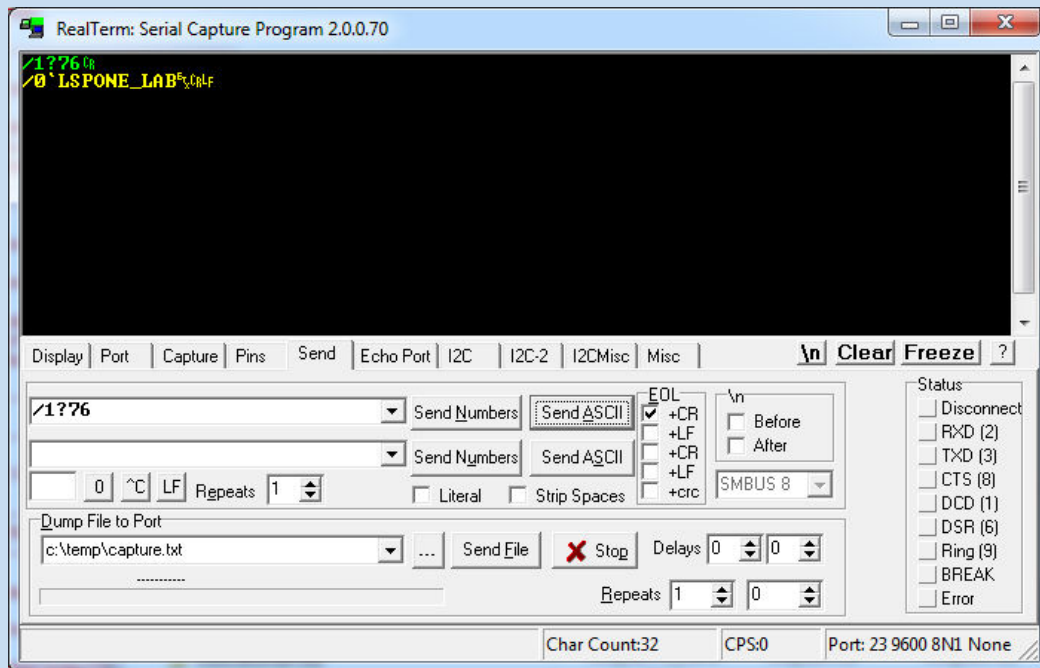 RealTerm: Serial Capture Program 2.0.0.70
/1?76CR
/0`LSPONE_LABETXCRLF
Display Port Capture Pins Send Echo Port I2C I2C-2 I2CMisc Misc \n Clear Freeze ?
/1?76 Send Numbers Send ASCII
Send Numbers Send ASCII
0 ^C LF Repeats 1 Literal Strip Spaces
EOL
+CR
+LF
+CR
+LF
+crc
\n
Before
After
SMBUS 8
Dump File to Port
c:\temp\capture.txt ... Send File Stop Delays 0 0
-----------
Repeats 1 0
Status
Disconnect
RXD (2)
TXD (3)
CTS (8)
DCD (1)
DSR (6)
Ring (9)
BREAK
Error
Char Count:32 CPS:0 Port: 23 9600 8N1 None